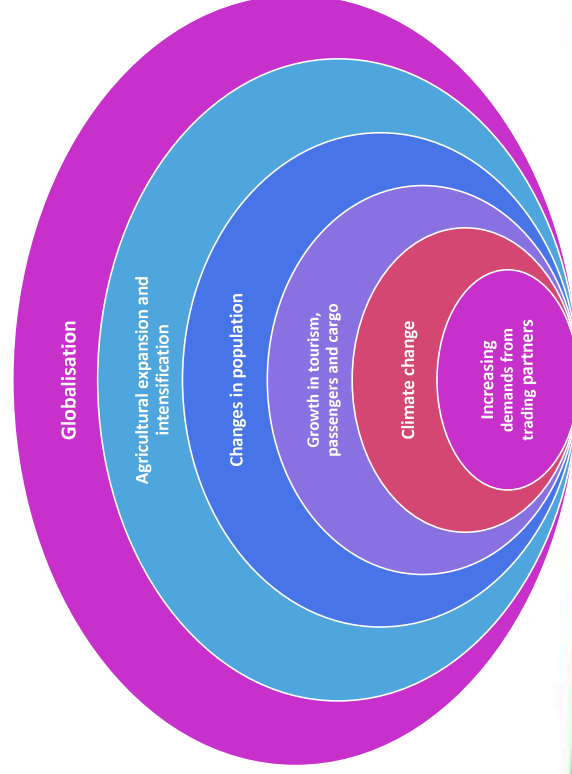 Globalisation
Agricultural expansion and
intensification
Changes in population
Growth in tourism,
passengers and cargo
Climate change
Increasing
demands from
trading partners